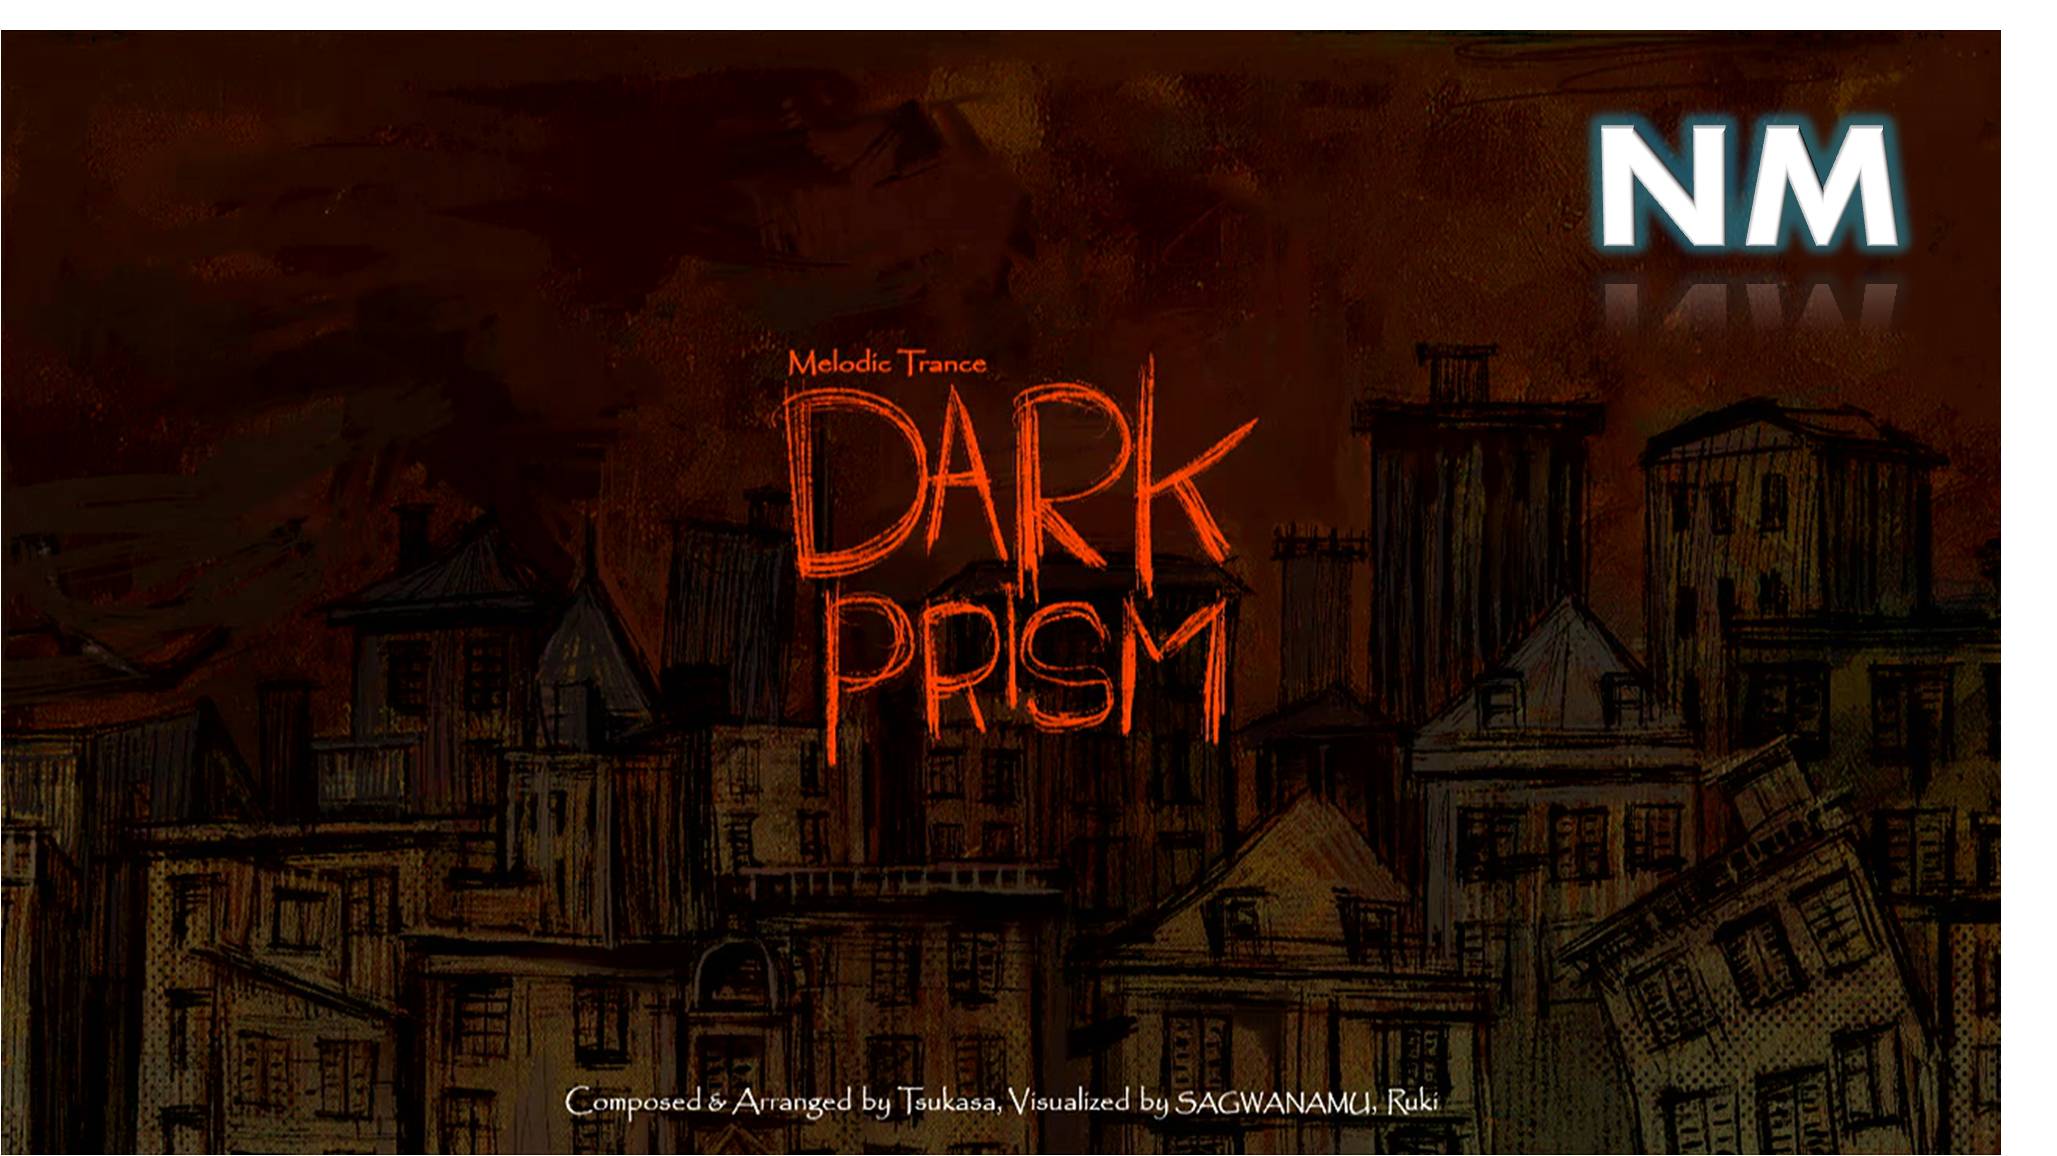 NM
Melodic Trance
DARK
PRISM
Composed & Arranged by Tsukasa, Visualized by SAGWANAMU, Ruki